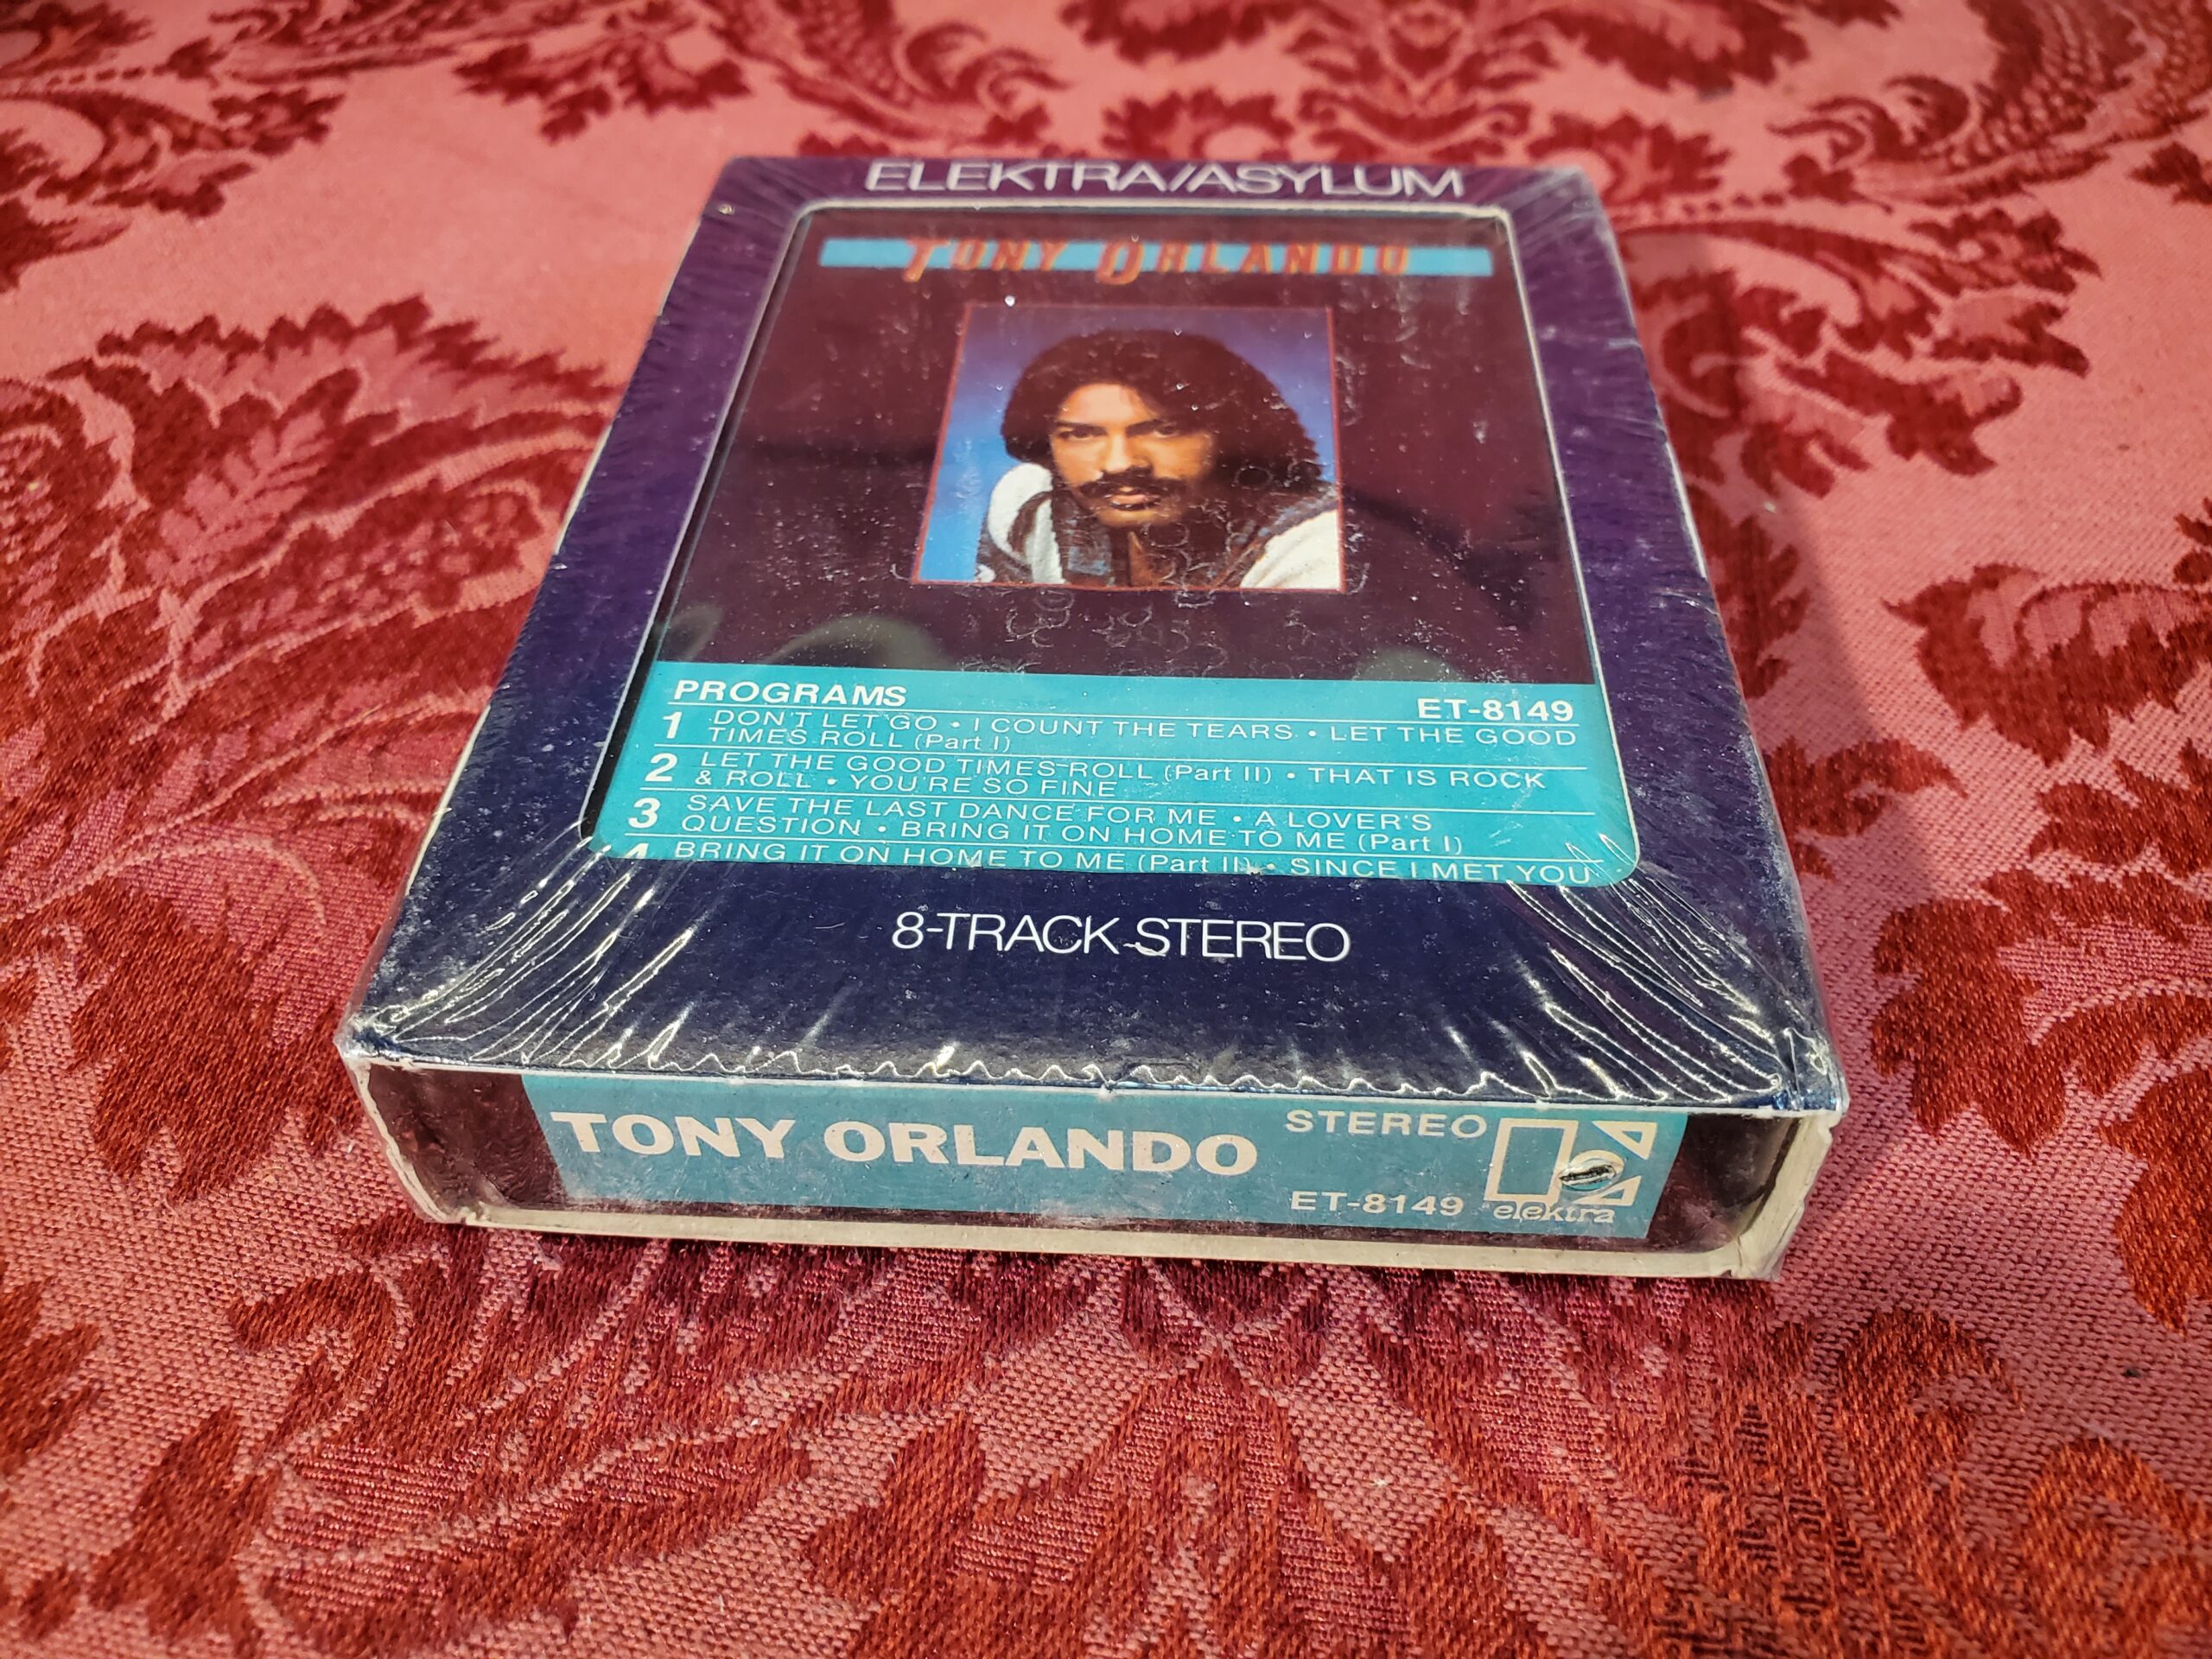 ELEKTRA/ASYLUM
TONY ORLANDO
PROGRAMS ET-8149
1 DON'T LET GO • I COUNT THE TEARS • LET THE GOOD
TIMES ROLL (Part I)
2 LET THE GOOD TIMES ROLL (Part II) • THAT IS ROCK
& ROLL • YOU'RE SO FINE
3 SAVE THE LAST DANCE FOR ME • A LOVER'S
QUESTION • BRING IT ON HOME TO ME (Part I)
4 BRING IT ON HOME TO ME (Part II) • SINCE I MET YOU
8-TRACK STEREO
TONY ORLANDO STEREO
ET-8149 elektra